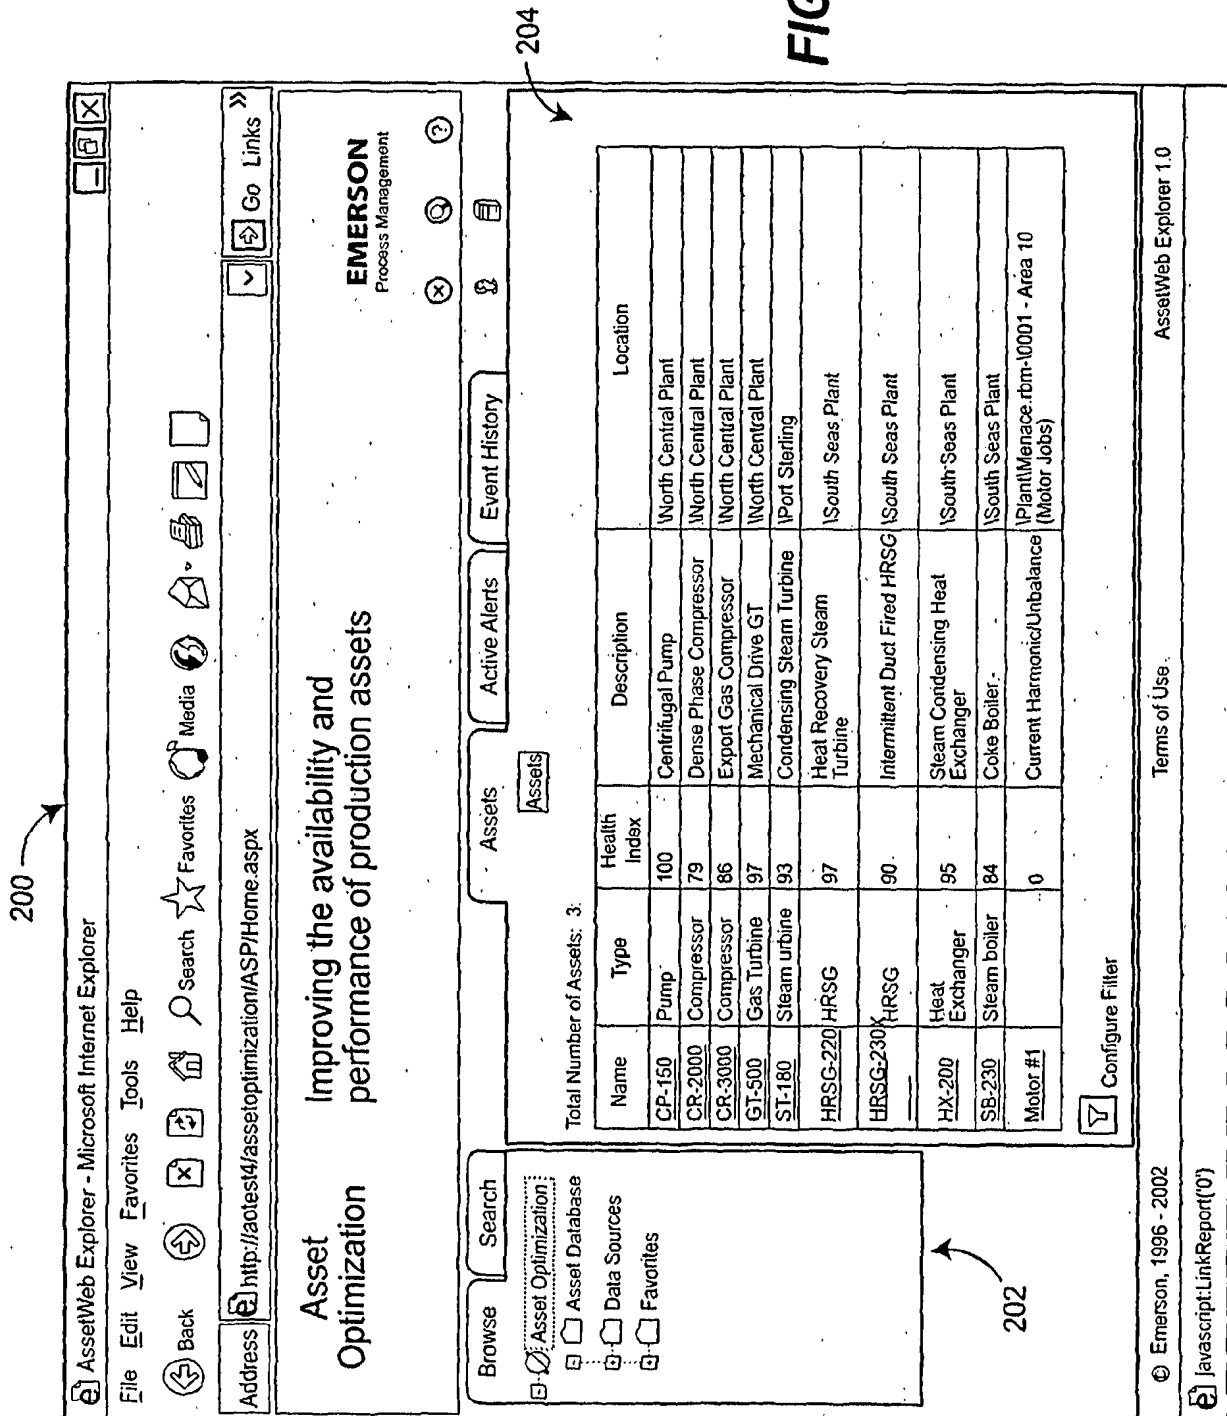 200
AssetWeb Explorer - Microsoft Internet Explorer
File Edit View Favorites Tools Help
Back Search Favorites Media
Address http://aotest4/assetoptimization/ASP/Home.aspx Go Links »
Asset Optimization
Improving the availability and
performance of production assets
EMERSON
Process Management
Browse Search
Asset Optimization
Asset Database
Data Sources
Favorites
202
Assets Active Alerts Event History
204
Assets
Total Number of Assets: 3
Name Type Health Index Description Location
CP-150 Pump 100 Centrifugal Pump \North Central Plant
CR-2000 Compressor 79 Dense Phase Compressor \North Central Plant
CR-3000 Compressor 86 Export Gas Compressor \North Central Plant
GT-500 Gas Turbine 97 Mechanical Drive GT \North Central Plant
ST-180 Steam urbine 93 Condensing Steam Turbine \Port Sterling
HRSG-220 HRSG 97 Heat Recovery Steam Turbine \South Seas Plant
HRSG-230X HRSG 90 Intermittent Duct Fired HRSG \South Seas Plant
HX-200 Heat Exchanger 95 Steam Condensing Heat Exchanger \South Seas Plant
SB-230 Steam boiler 84 Coke Boiler \South Seas Plant
Motor #1 0 Current Harmonic/Unbalance \Plant\Menace.rbm-\0001 - Area 10 (Motor Jobs)
Configure Filter
© Emerson, 1996 - 2002 Terms of Use AssetWeb Explorer 1.0
Javascript:LinkReport('0')
FIG